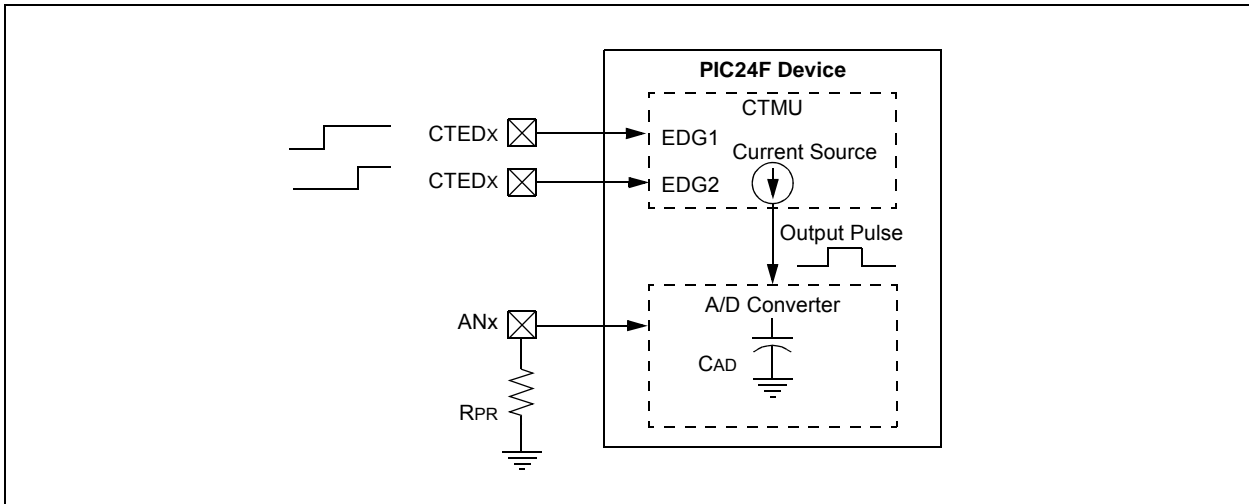 PIC24F Device
CTMU
CTEDX
EDG1
Current Source
CTEDX
EDG2
Output Pulse
A/D Converter
ANx
CAD
RPR